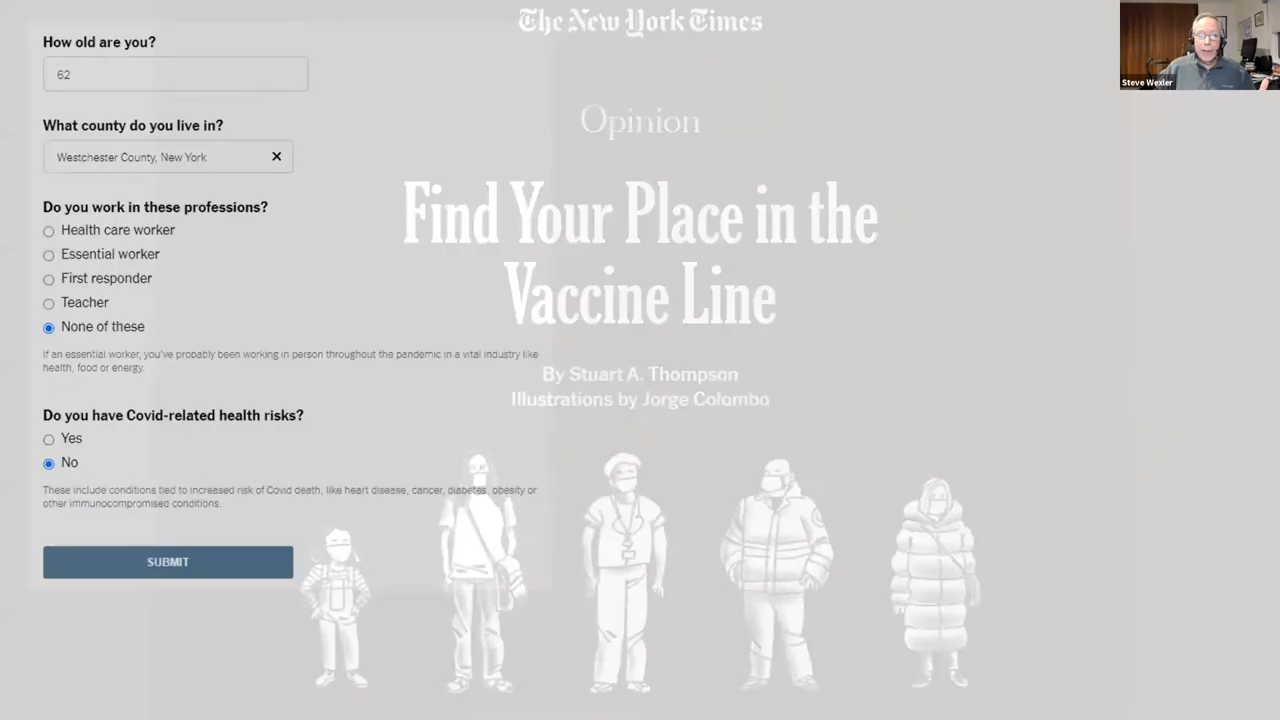 The New York Times
Opinion
Find Your Place in the
Vaccine Line
By Stuart A. Thompson
Illustrations by Jorge Colombo
How old are you?
62
What county do you live in?
Westchester County, New York
Do you work in these professions?
Health care worker
Essential worker
First responder
Teacher
None of these
If an essential worker, you've probably been working in person throughout the pandemic in a vital industry like
health, food or energy.
Do you have Covid-related health risks?
Yes
No
These include conditions tied to increased risk of Covid death, like heart disease, cancer, diabetes, obesity or
other immunocompromised conditions.
SUBMIT
Steve Wexler